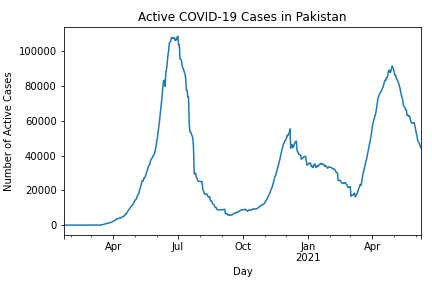 Active COVID-19 Cases in Pakistan
Number of Active Cases
100000
80000
60000
40000
20000
0
Apr Jul Oct Jan Apr
2021
Day